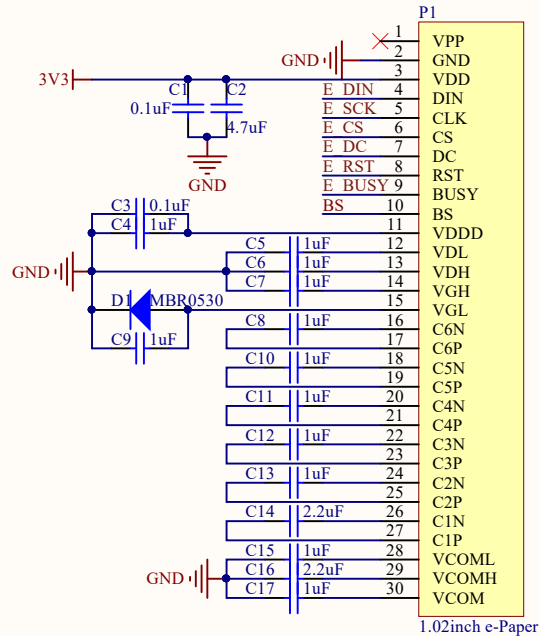 P1
1 VPP
GND 2 GND
3V3 3 VDD
E_DIN 4 DIN
C1 C2 E_SCK 5 CLK
0.1uF E_CS 6 CS
4.7uF E_DC 7 DC
E_RST 8 RST
GND E_BUSY 9 BUSY
C3 0.1uF BS 10 BS
C4 1uF 11 VDDD
C5 1uF 12 VDL
GND C6 1uF 13 VDH
C7 1uF 14 VGH
D1 MBR0530 15 VGL
C8 1uF 16 C6N
C9 1uF 17 C6P
C10 1uF 18 C5N
19 C5P
C11 1uF 20 C4N
21 C4P
C12 1uF 22 C3N
23 C3P
C13 1uF 24 C2N
25 C2P
C14 2.2uF 26 C1N
27 C1P
C15 1uF 28 VCOML
GND C16 2.2uF 29 VCOMH
C17 1uF 30 VCOM
1.02inch e-Paper